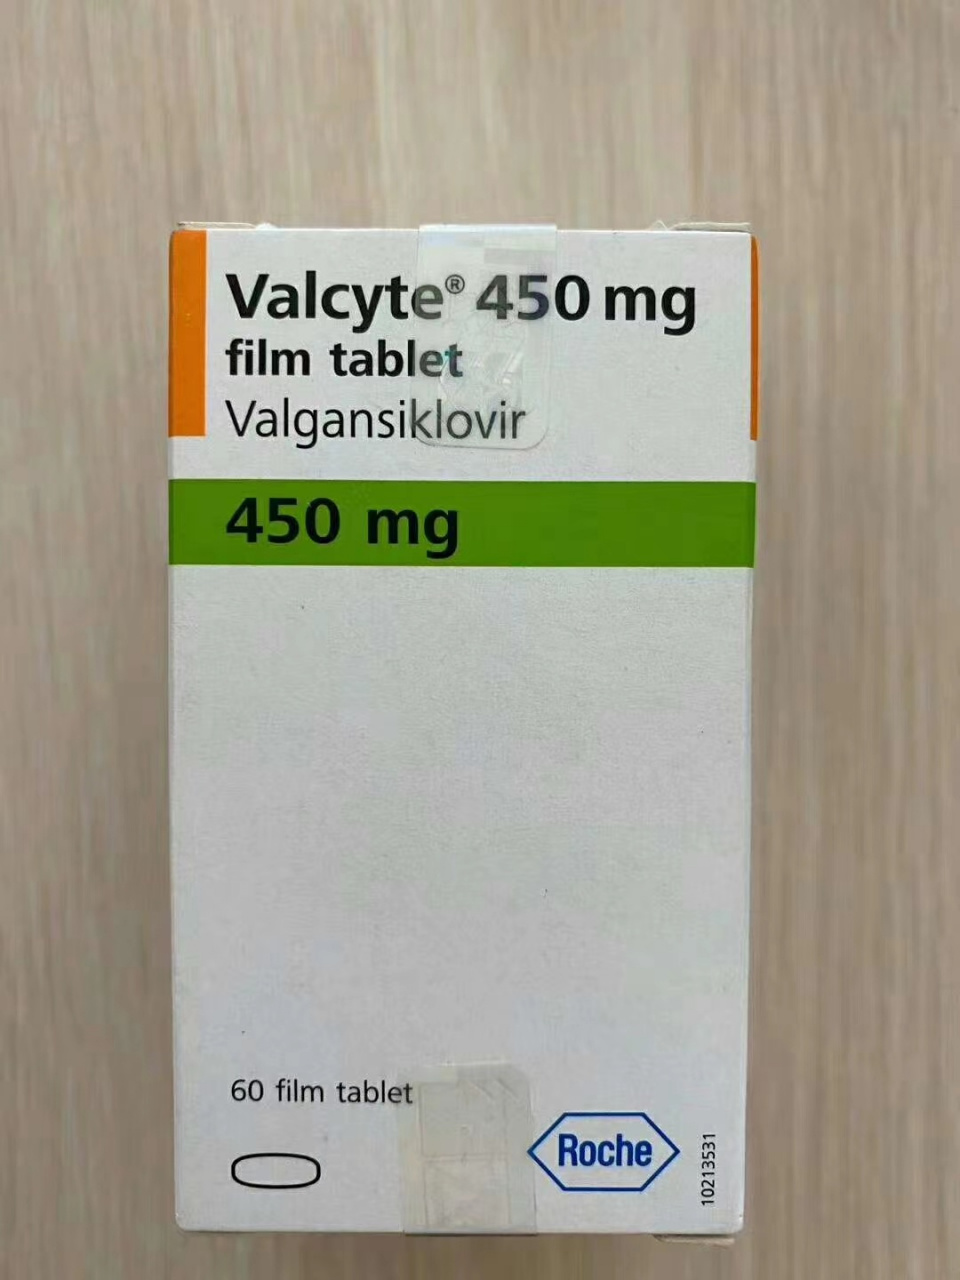 Valcyte® 450 mg
film tablet
Valgansiklovir
450 mg
60 film tablet
Roche
10213531